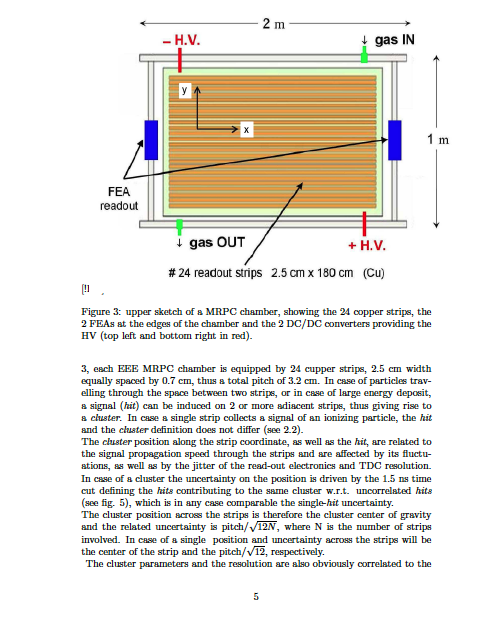 2 m
– H.V.
↓ gas IN
y
x
1 m
FEA
readout
↓ gas OUT
+ H.V.
# 24 readout strips 2.5 cm x 180 cm (Cu)
[!]
Figure 3: upper sketch of a MRPC chamber, showing the 24 copper strips, the
2 FEAs at the edges of the chamber and the 2 DC/DC converters providing the
HV (top left and bottom right in red).
3, each EEE MRPC chamber is equipped by 24 cupper strips, 2.5 cm width
equally spaced by 0.7 cm, thus a total pitch of 3.2 cm. In case of particles trav-
elling through the space between two strips, or in case of large energy deposit,
a signal (hit) can be induced on 2 or more adiacent strips, thus giving rise to
a cluster. In case a single strip collects a signal of an ionizing particle, the hit
and the cluster definition does not differ (see 2.2).
The cluster position along the strip coordinate, as well as the hit, are related to
the signal propagation speed through the strips and are affected by its fluctu-
ations, as well as by the jitter of the read-out electronics and TDC resolution.
In case of a cluster the uncertainty on the position is driven by the 1.5 ns time
cut defining the hits contributing to the same cluster w.r.t. uncorrelated hits
(see fig. 5), which is in any case comparable the single-hit uncertainty.
The cluster position across the strips is therefore the cluster center of gravity
and the related uncertainty is pitch/√12N, where N is the number of strips
involved. In case of a single position and uncertainty across the strips will be
the center of the strip and the pitch/√12, respectively.
The cluster parameters and the resolution are also obviously correlated to the
5